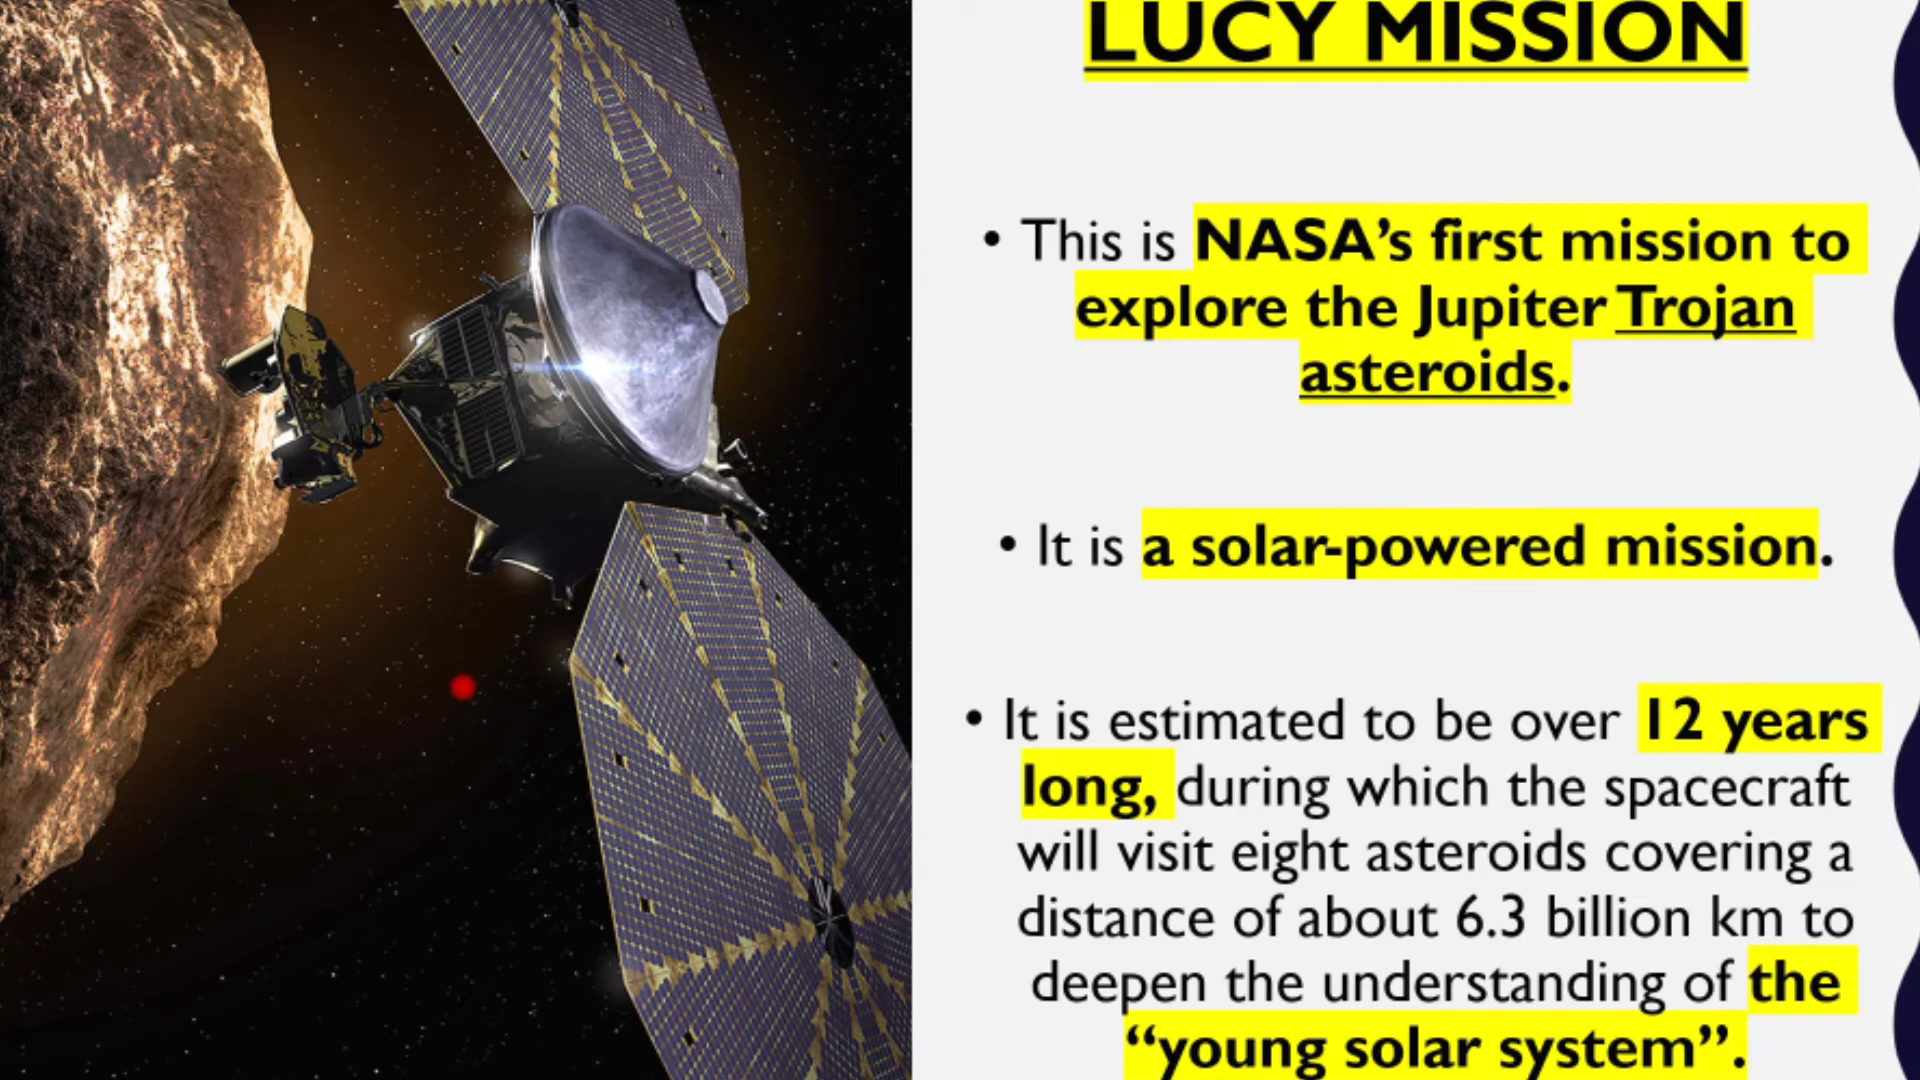 LUCY MISSION
• This is NASA’s first mission to
explore the Jupiter Trojan
asteroids.
• It is a solar-powered mission.
• It is estimated to be over 12 years
long, during which the spacecraft
will visit eight asteroids covering a
distance of about 6.3 billion km to
deepen the understanding of the
“young solar system”.